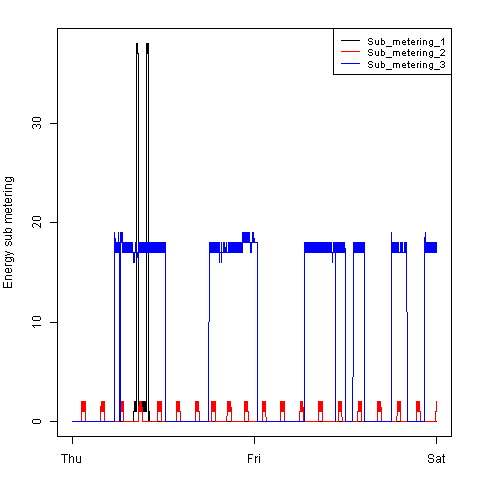 Sub_metering_1
Sub_metering_2
Sub_metering_3
Energy sub metering
30
20
10
0
Thu
Fri
Sat